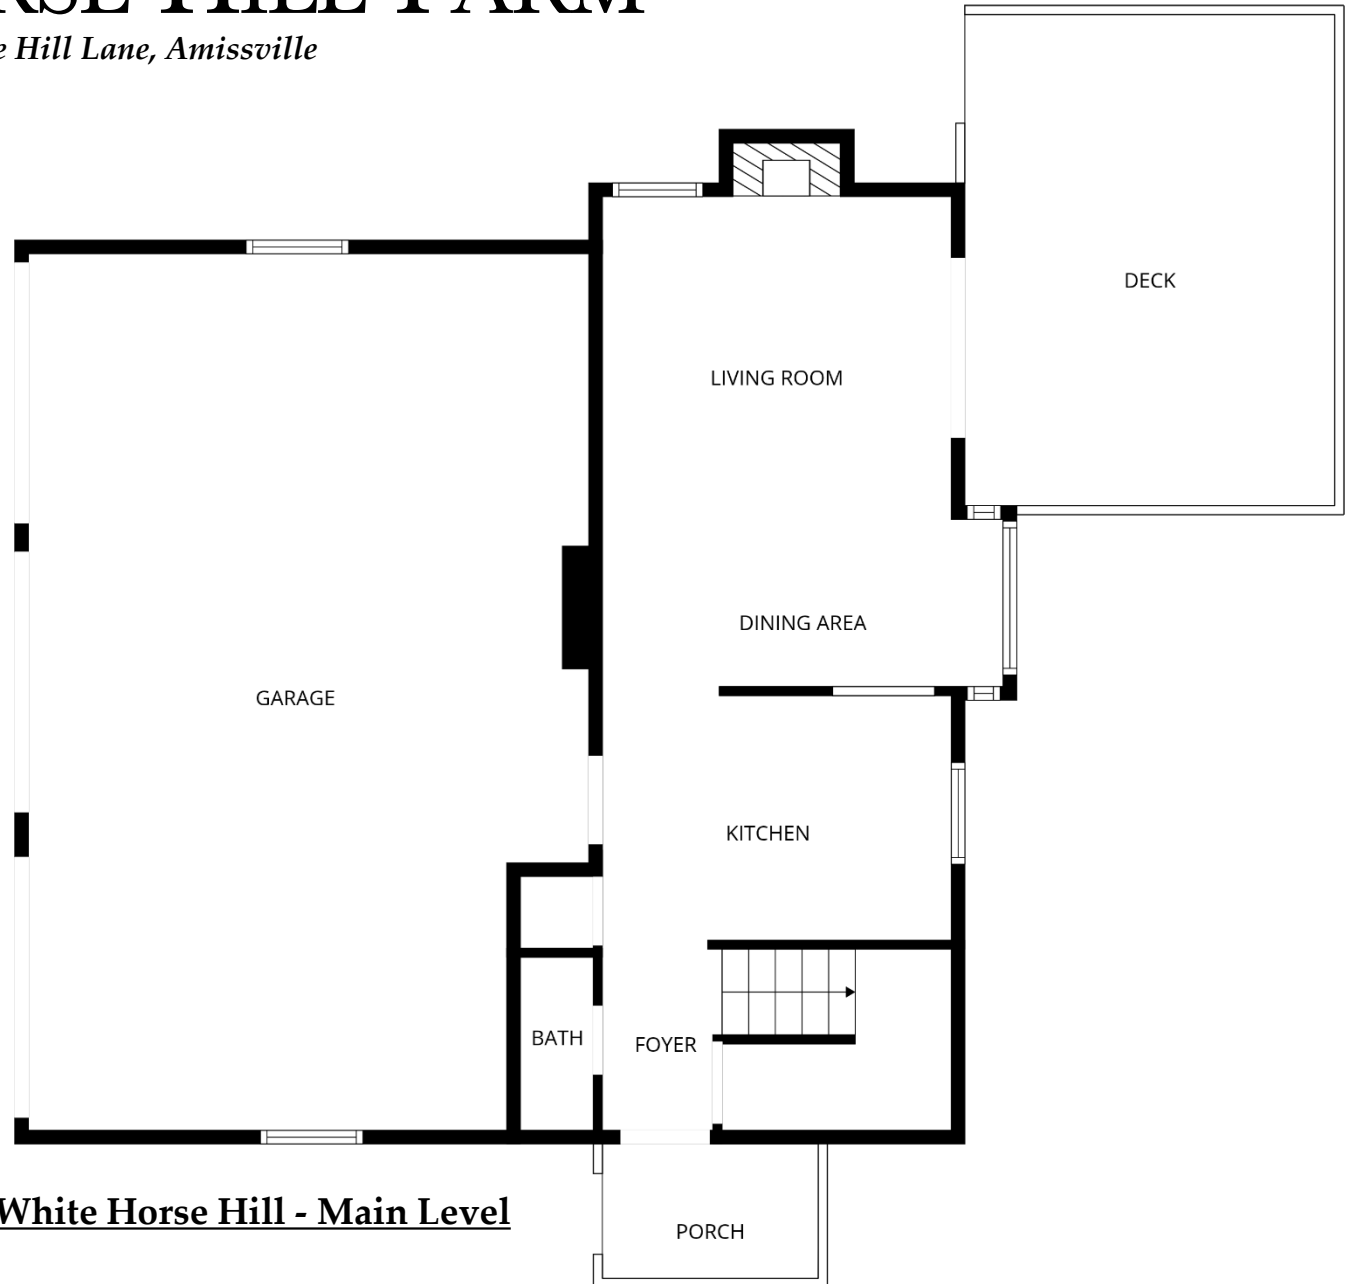 Hill Lane, Amissville
DECK
LIVING ROOM
DINING AREA
GARAGE
KITCHEN
BATH
FOYER
White Horse Hill - Main Level
PORCH